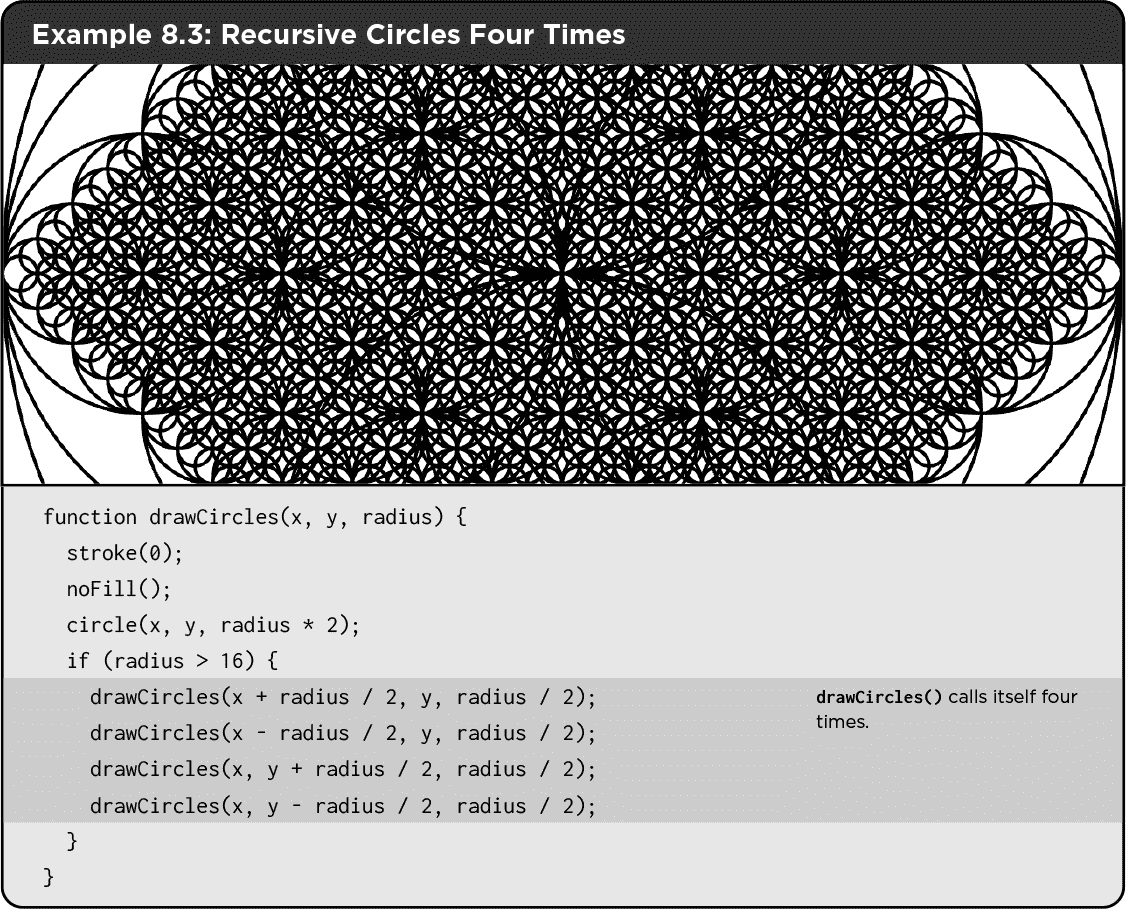 Example 8.3: Recursive Circles Four Times
function drawCircles(x, y, radius) {
  stroke(0);
  noFill();
  circle(x, y, radius * 2);
  if (radius > 16) {
    drawCircles(x + radius / 2, y, radius / 2);
    drawCircles(x - radius / 2, y, radius / 2);
    drawCircles(x, y + radius / 2, radius / 2);
    drawCircles(x, y - radius / 2, radius / 2);
  }
}
drawCircles() calls itself four
times.